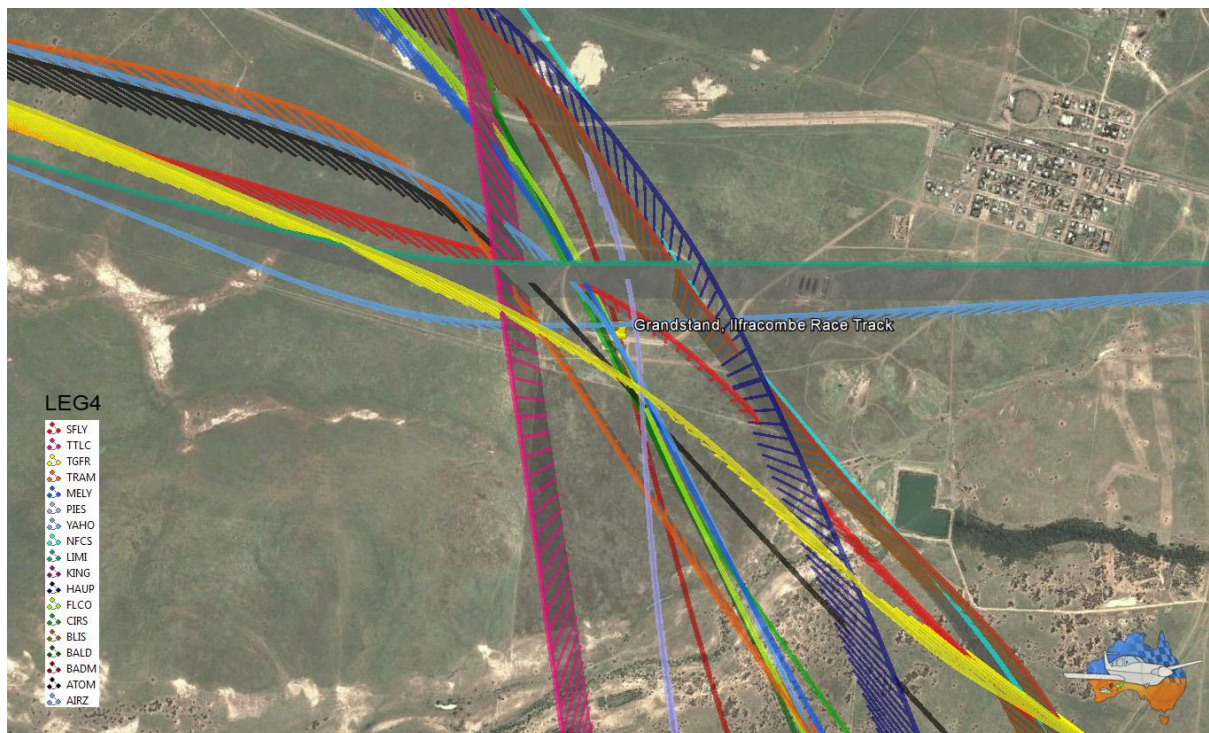 Grandstand, Ilfracombe Race Track
LEG4
SFLY
TTLC
TGFR
TRAM
MELY
PIES
YAHO
NFCS
LIMI
KING
HAUP
FLCO
CIRS
BLIS
BALD
BADM
ATOM
AIRZ